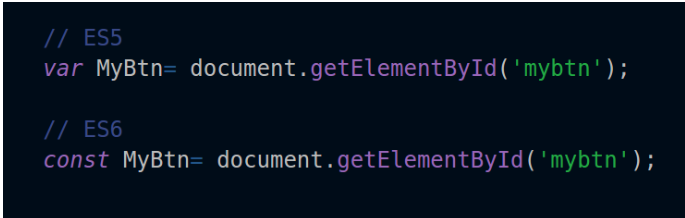 // ES5
var MyBtn= document.getElementById('mybtn');
// ES6
const MyBtn= document.getElementById('mybtn');